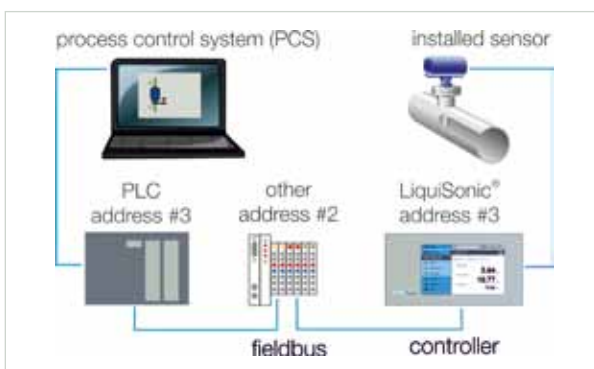 process control system (PCS)
installed sensor
PLC
address #3
other
address #2
LiquiSonic®
address #3
fieldbus
controller